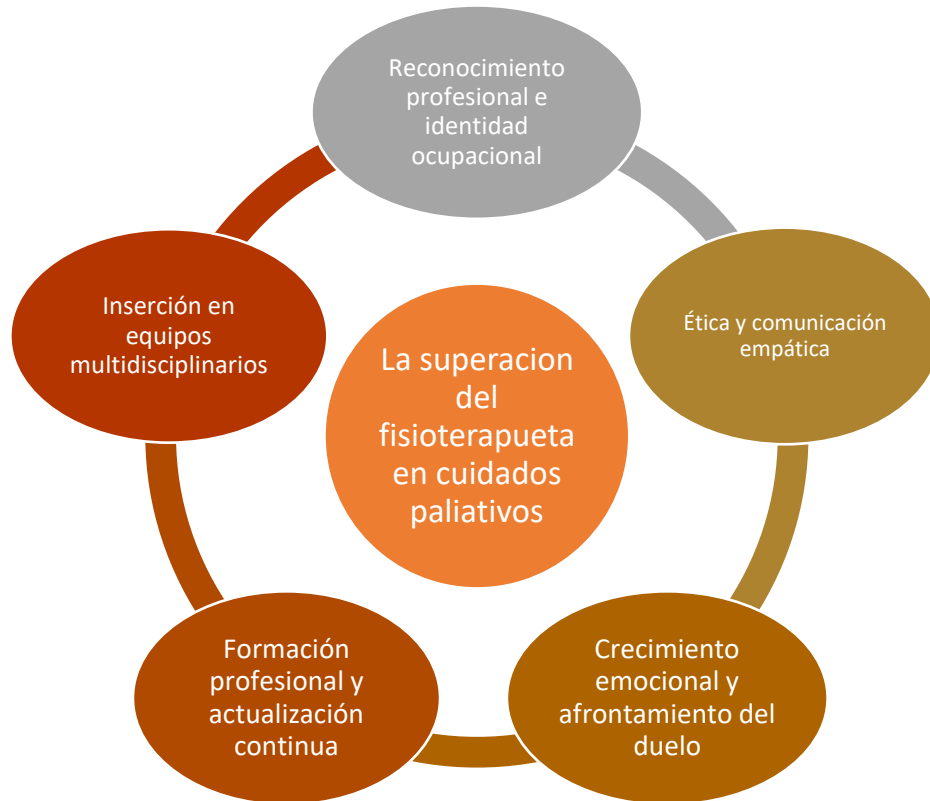 Reconocimiento
profesional e
identidad
ocupacional
Ética y comunicación
empática
Crecimiento
emocional y
afrontamiento del
duelo
Formación
profesional y
actualización
continua
Inserción en
equipos
multidisciplinarios
La superacion
del
fisioterapueta
en cuidados
paliativos